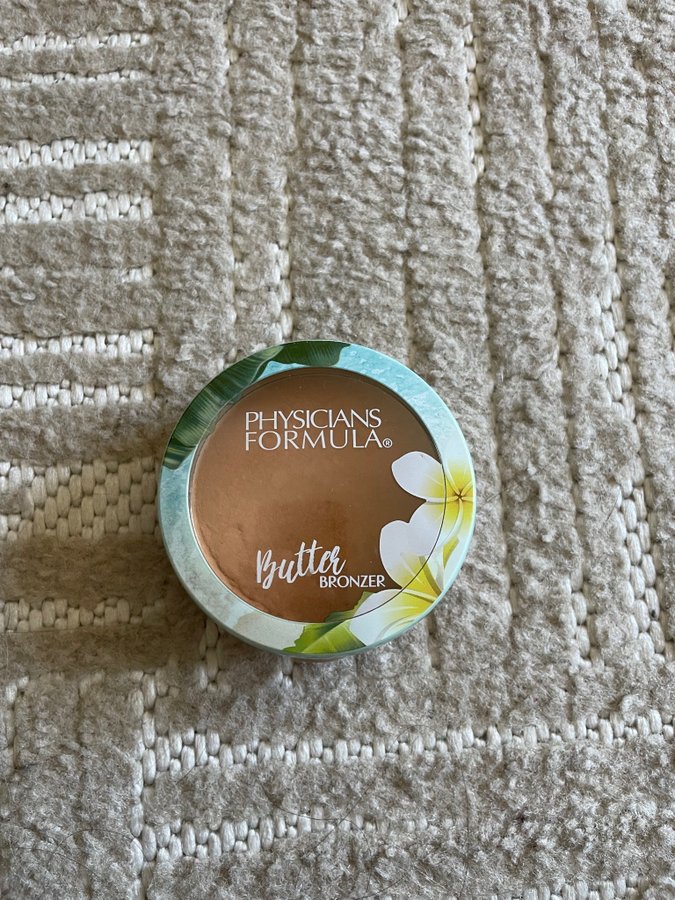 PHYSICIANS
FORMULA®
Butter
BRONZER